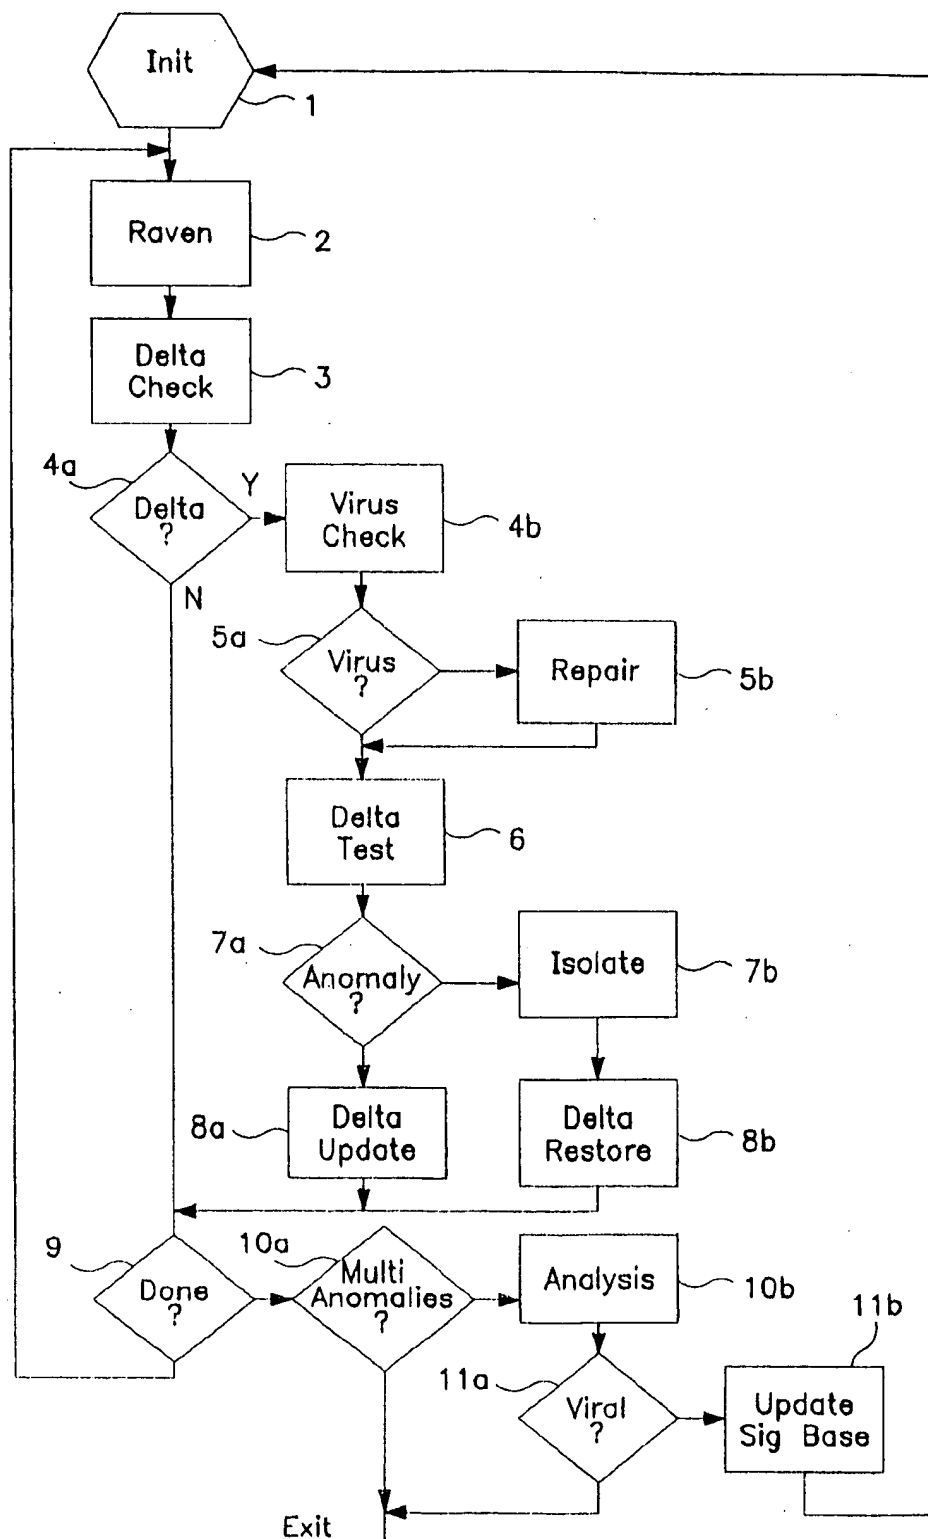 Init
1
Raven
2
Delta
Check
3
4a
Delta
?
Y
N
Virus
Check
4b
5a
Virus
?
Repair
5b
Delta
Test
6
7a
Anomaly
?
Isolate
7b
8a
Delta
Update
Delta
Restore
8b
9
Done
?
10a
Multi
Anomalies
?
Analysis
10b
11a
Viral
?
11b
Update
Sig Base
Exit